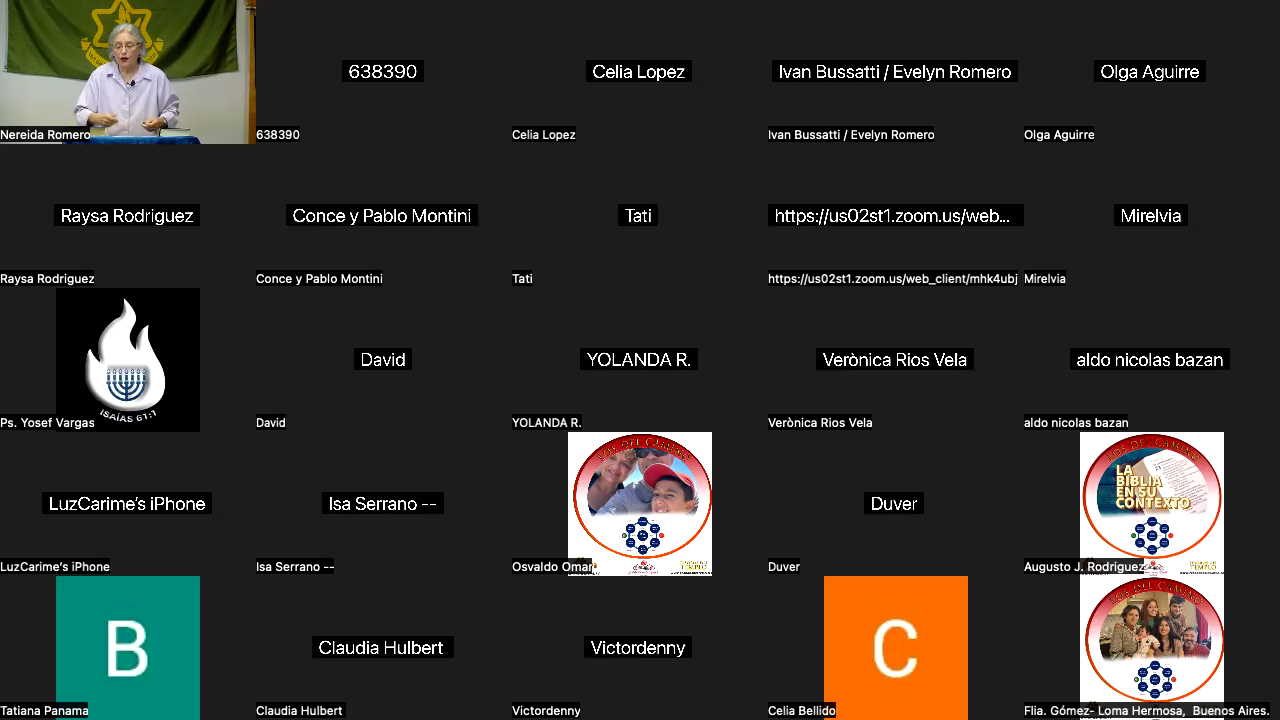 638390
Celia Lopez
Ivan Bussatti / Evelyn Romero
Olga Aguirre
Nereida Romero
638390
Celia Lopez
Ivan Bussatti / Evelyn Romero
Olga Aguirre
Raysa Rodriguez
Conce y Pablo Montini
Tati
https://us02st1.zoom.us/web...
Mirelvia
Raysa Rodriguez
Conce y Pablo Montini
Tati
https://us02st1.zoom.us/web_client/mhk4ubj
Mirelvia
ISAÍAS 61:1
David
YOLANDA R.
Verònica Rios Vela
aldo nicolas bazan
Ps. Yosef Vargas
David
YOLANDA R.
Verònica Rios Vela
aldo nicolas bazan
LuzCarime’s iPhone
Isa Serrano --
Duver
LA
BIBLIA
EN SU
CONTEXTO
LuzCarime’s iPhone
Isa Serrano --
Osvaldo Omar
Duver
Augusto J. Rodriguez
B
Claudia Hulbert
Victordenny
C
Tatiana Panama
Claudia Hulbert
Victordenny
Celia Bellido
Flia. Gómez- Loma Hermosa, Buenos Aires.